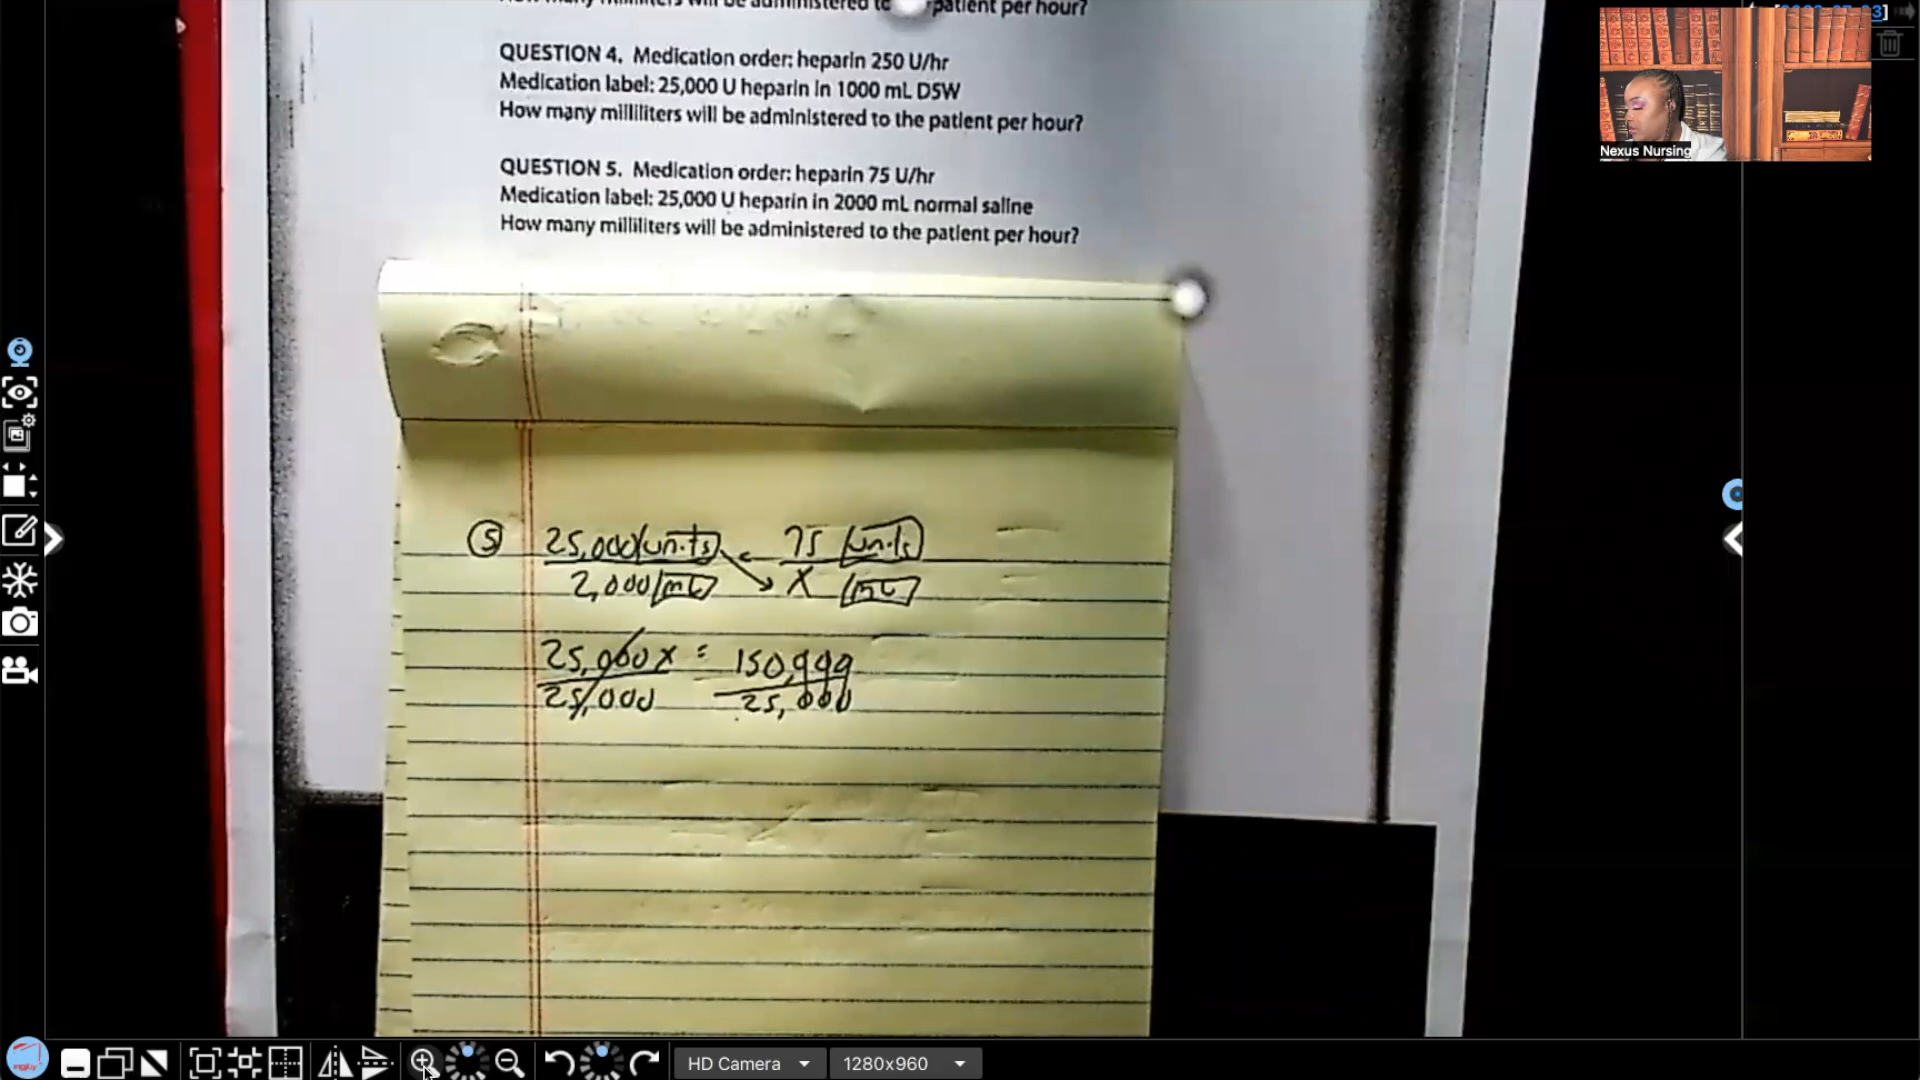 patient per hour?
QUESTION 4. Medication order: heparin 250 U/hr
Medication label: 25,000 U heparin in 1000 mL D5W
How many milliliters will be administered to the patient per hour?
QUESTION 5. Medication order: heparin 75 U/hr
Medication label: 25,000 U heparin in 2000 mL normal saline
How many milliliters will be administered to the patient per hour?
5 25,000 units 75 units
2,000 mL X mL
25,000 x = 150,000
25,000 25,000
Nexus Nursing
HD Camera 1280x960